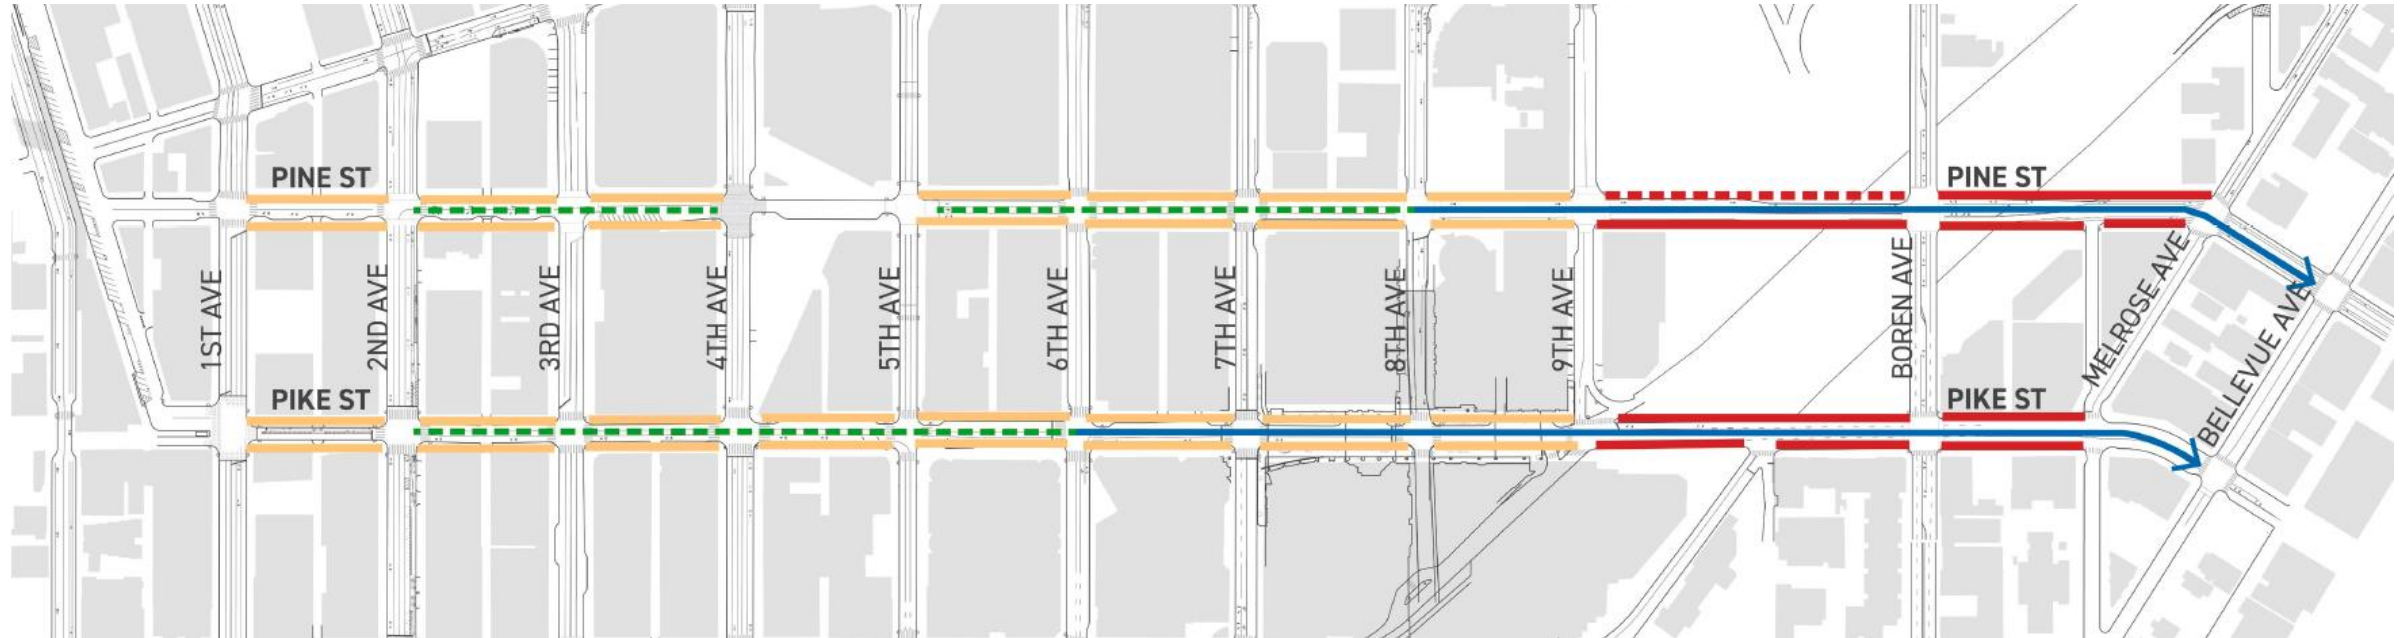 PINE ST
PINE ST
1ST AVE
2ND AVE
3RD AVE
4TH AVE
5TH AVE
6TH AVE
7TH AVE
8TH AVE
9TH AVE
BOREN AVE
MELROSE AVE
BELLEVUE AVE
PIKE ST
PIKE ST